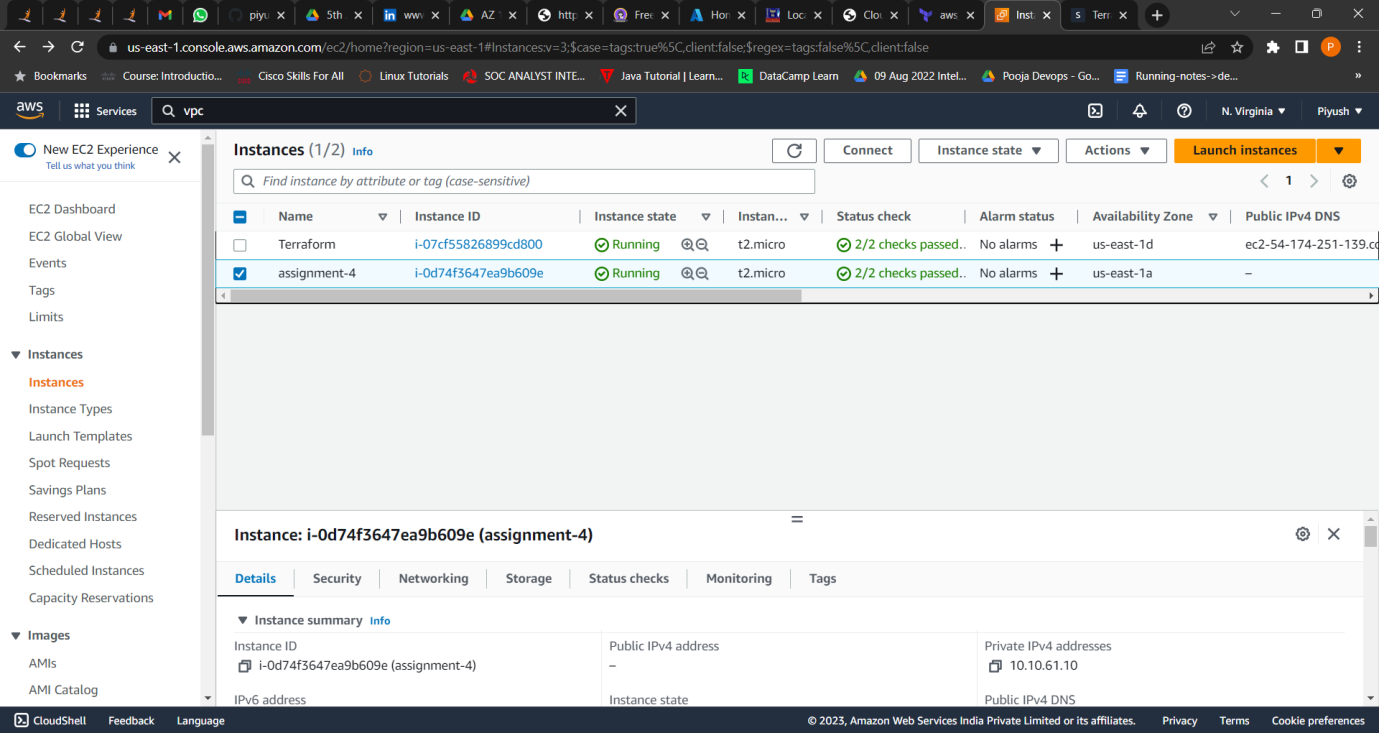 piyu
5th
in www
AZ
http
Free
Hon
Loca
Clou
aws
Inst
Terr
us-east-1.console.aws.amazon.com/ec2/home?region=us-east-1#Instances:v=3;$case=tags:true%5C,client:false;$regex=tags:false%5C,client:false
P
Bookmarks Course: Introductio... Cisco Skills For All Linux Tutorials SOC ANALYST INTE... Java Tutorial | Learn... DataCamp Learn 09 Aug 2022 Intel... Pooja Devops - Go... Running-notes->de... »
aws Services vpc N. Virginia Piyush
New EC2 Experience
Tell us what you think
EC2 Dashboard
EC2 Global View
Events
Tags
Limits
Instances
Instances
Instance Types
Launch Templates
Spot Requests
Savings Plans
Reserved Instances
Dedicated Hosts
Scheduled Instances
Capacity Reservations
Images
AMIs
AMI Catalog
Instances (1/2) Info Connect Instance state Actions Launch instances
Find instance by attribute or tag (case-sensitive) 1
Name Instance ID Instance state Instan... Status check Alarm status Availability Zone Public IPv4 DNS
Terraform i-07cf55826899cd800 Running t2.micro 2/2 checks passed.. No alarms + us-east-1d ec2-54-174-251-139.co
assignment-4 i-0d74f3647ea9b609e Running t2.micro 2/2 checks passed.. No alarms + us-east-1a –
Instance: i-0d74f3647ea9b609e (assignment-4)
Details Security Networking Storage Status checks Monitoring Tags
Instance summary Info
Instance ID Public IPv4 address Private IPv4 addresses
i-0d74f3647ea9b609e (assignment-4) – 10.10.61.10
IPv6 address Instance state Public IPv4 DNS
CloudShell Feedback Language © 2023, Amazon Web Services India Private Limited or its affiliates. Privacy Terms Cookie preferences